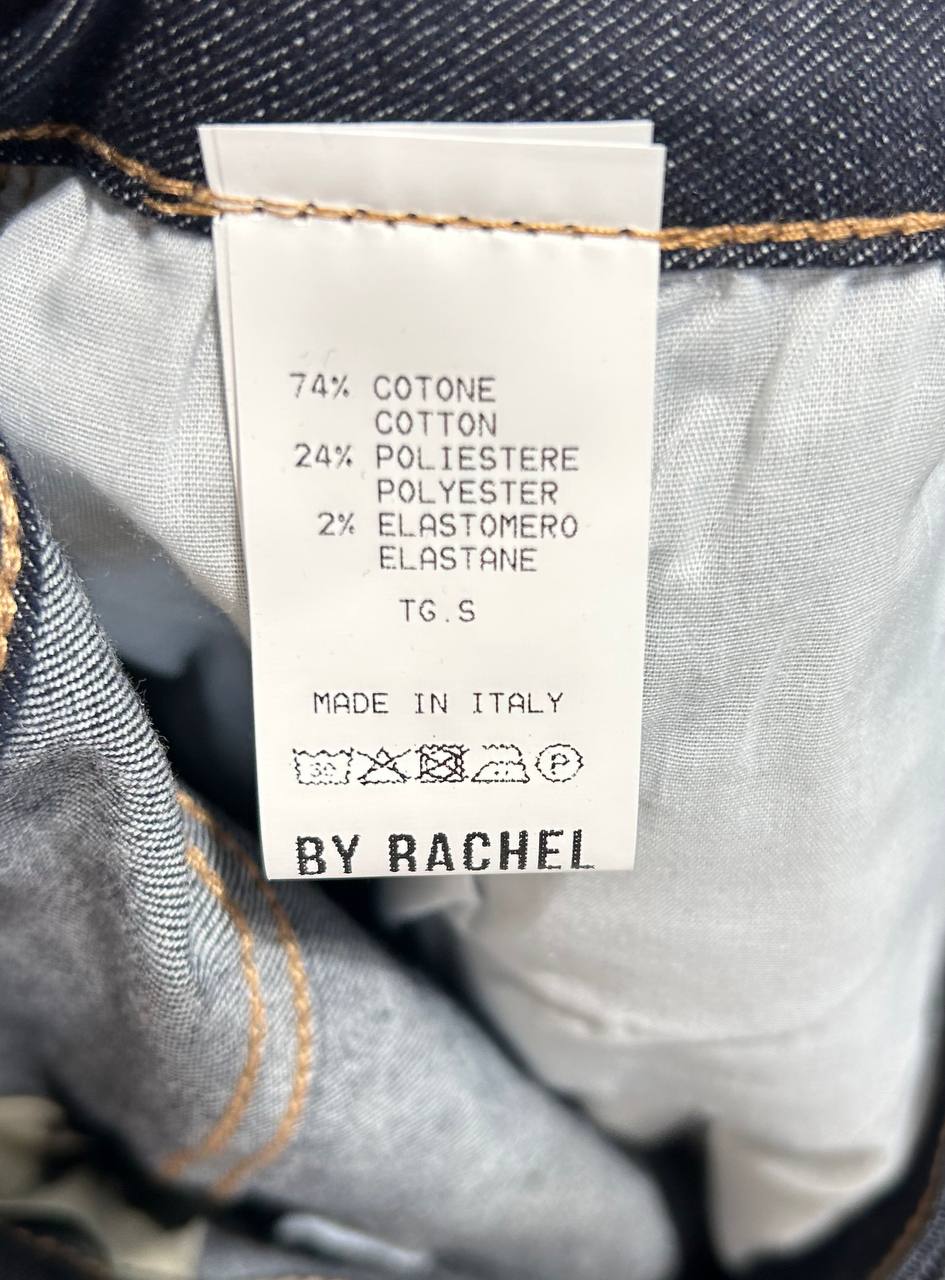 74% COTONE
COTTON
24% POLIESTERE
POLYESTER
2% ELASTOMERO
ELASTANE
TG.S
MADE IN ITALY
30 P
BY RACHEL